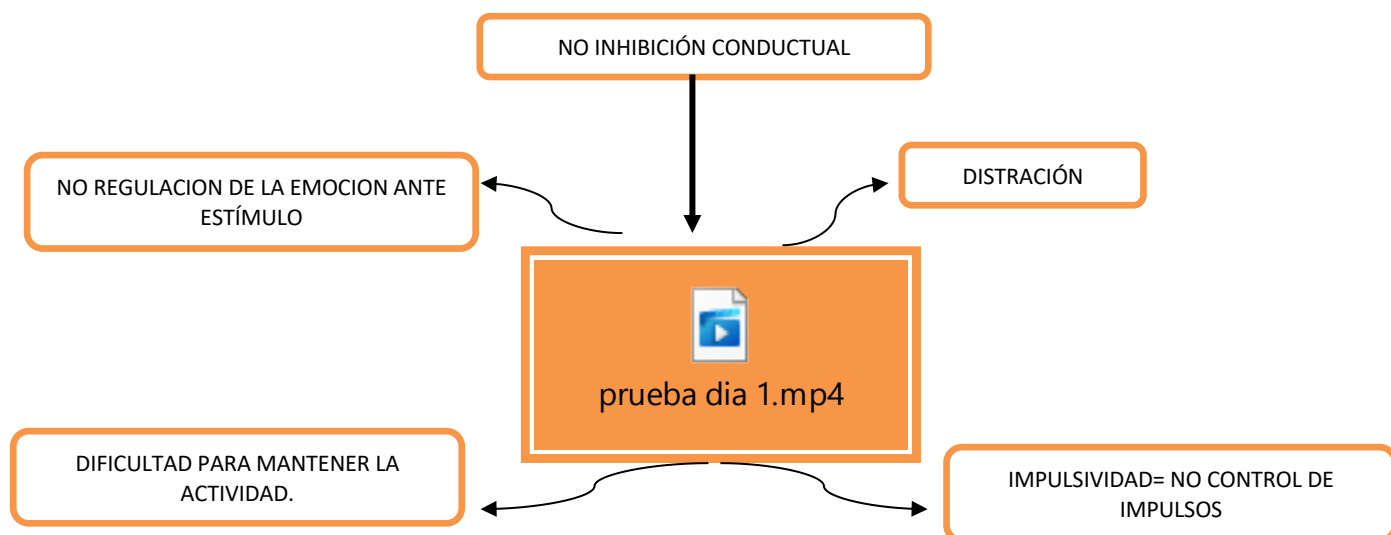 NO INHIBICIÓN CONDUCTUAL
NO REGULACION DE LA EMOCION ANTE
ESTÍMULO
DISTRACIÓN
prueba dia 1.mp4
DIFICULTAD PARA MANTENER LA
ACTIVIDAD.
IMPULSIVIDAD= NO CONTROL DE
IMPULSOS